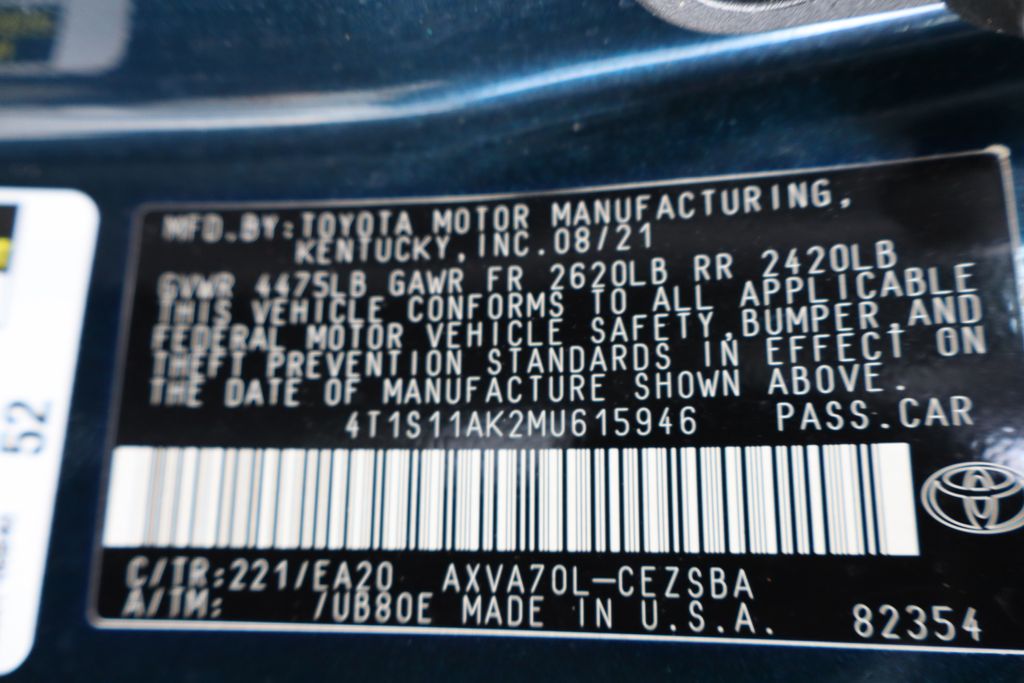 MFD.BY:TOYOTA MOTOR MANUFACTURING,
KENTUCKY,INC.08/21
GVWR 4475LB GAWR FR 2620LB RR 2420LB
THIS VEHICLE CONFORMS TO ALL APPLICABLE
FEDERAL MOTOR VEHICLE SAFETY,BUMPER,AND
THEFT PREVENTION STANDARDS IN EFFECT ON
THE DATE OF MANUFACTURE SHOWN ABOVE.
4T1S11AK2MU615946 PASS.CAR
C/TR:221/EA20 AXVA70L-CEZSBA
A/TM: /UB80E MADE IN U.S.A.
82354
52